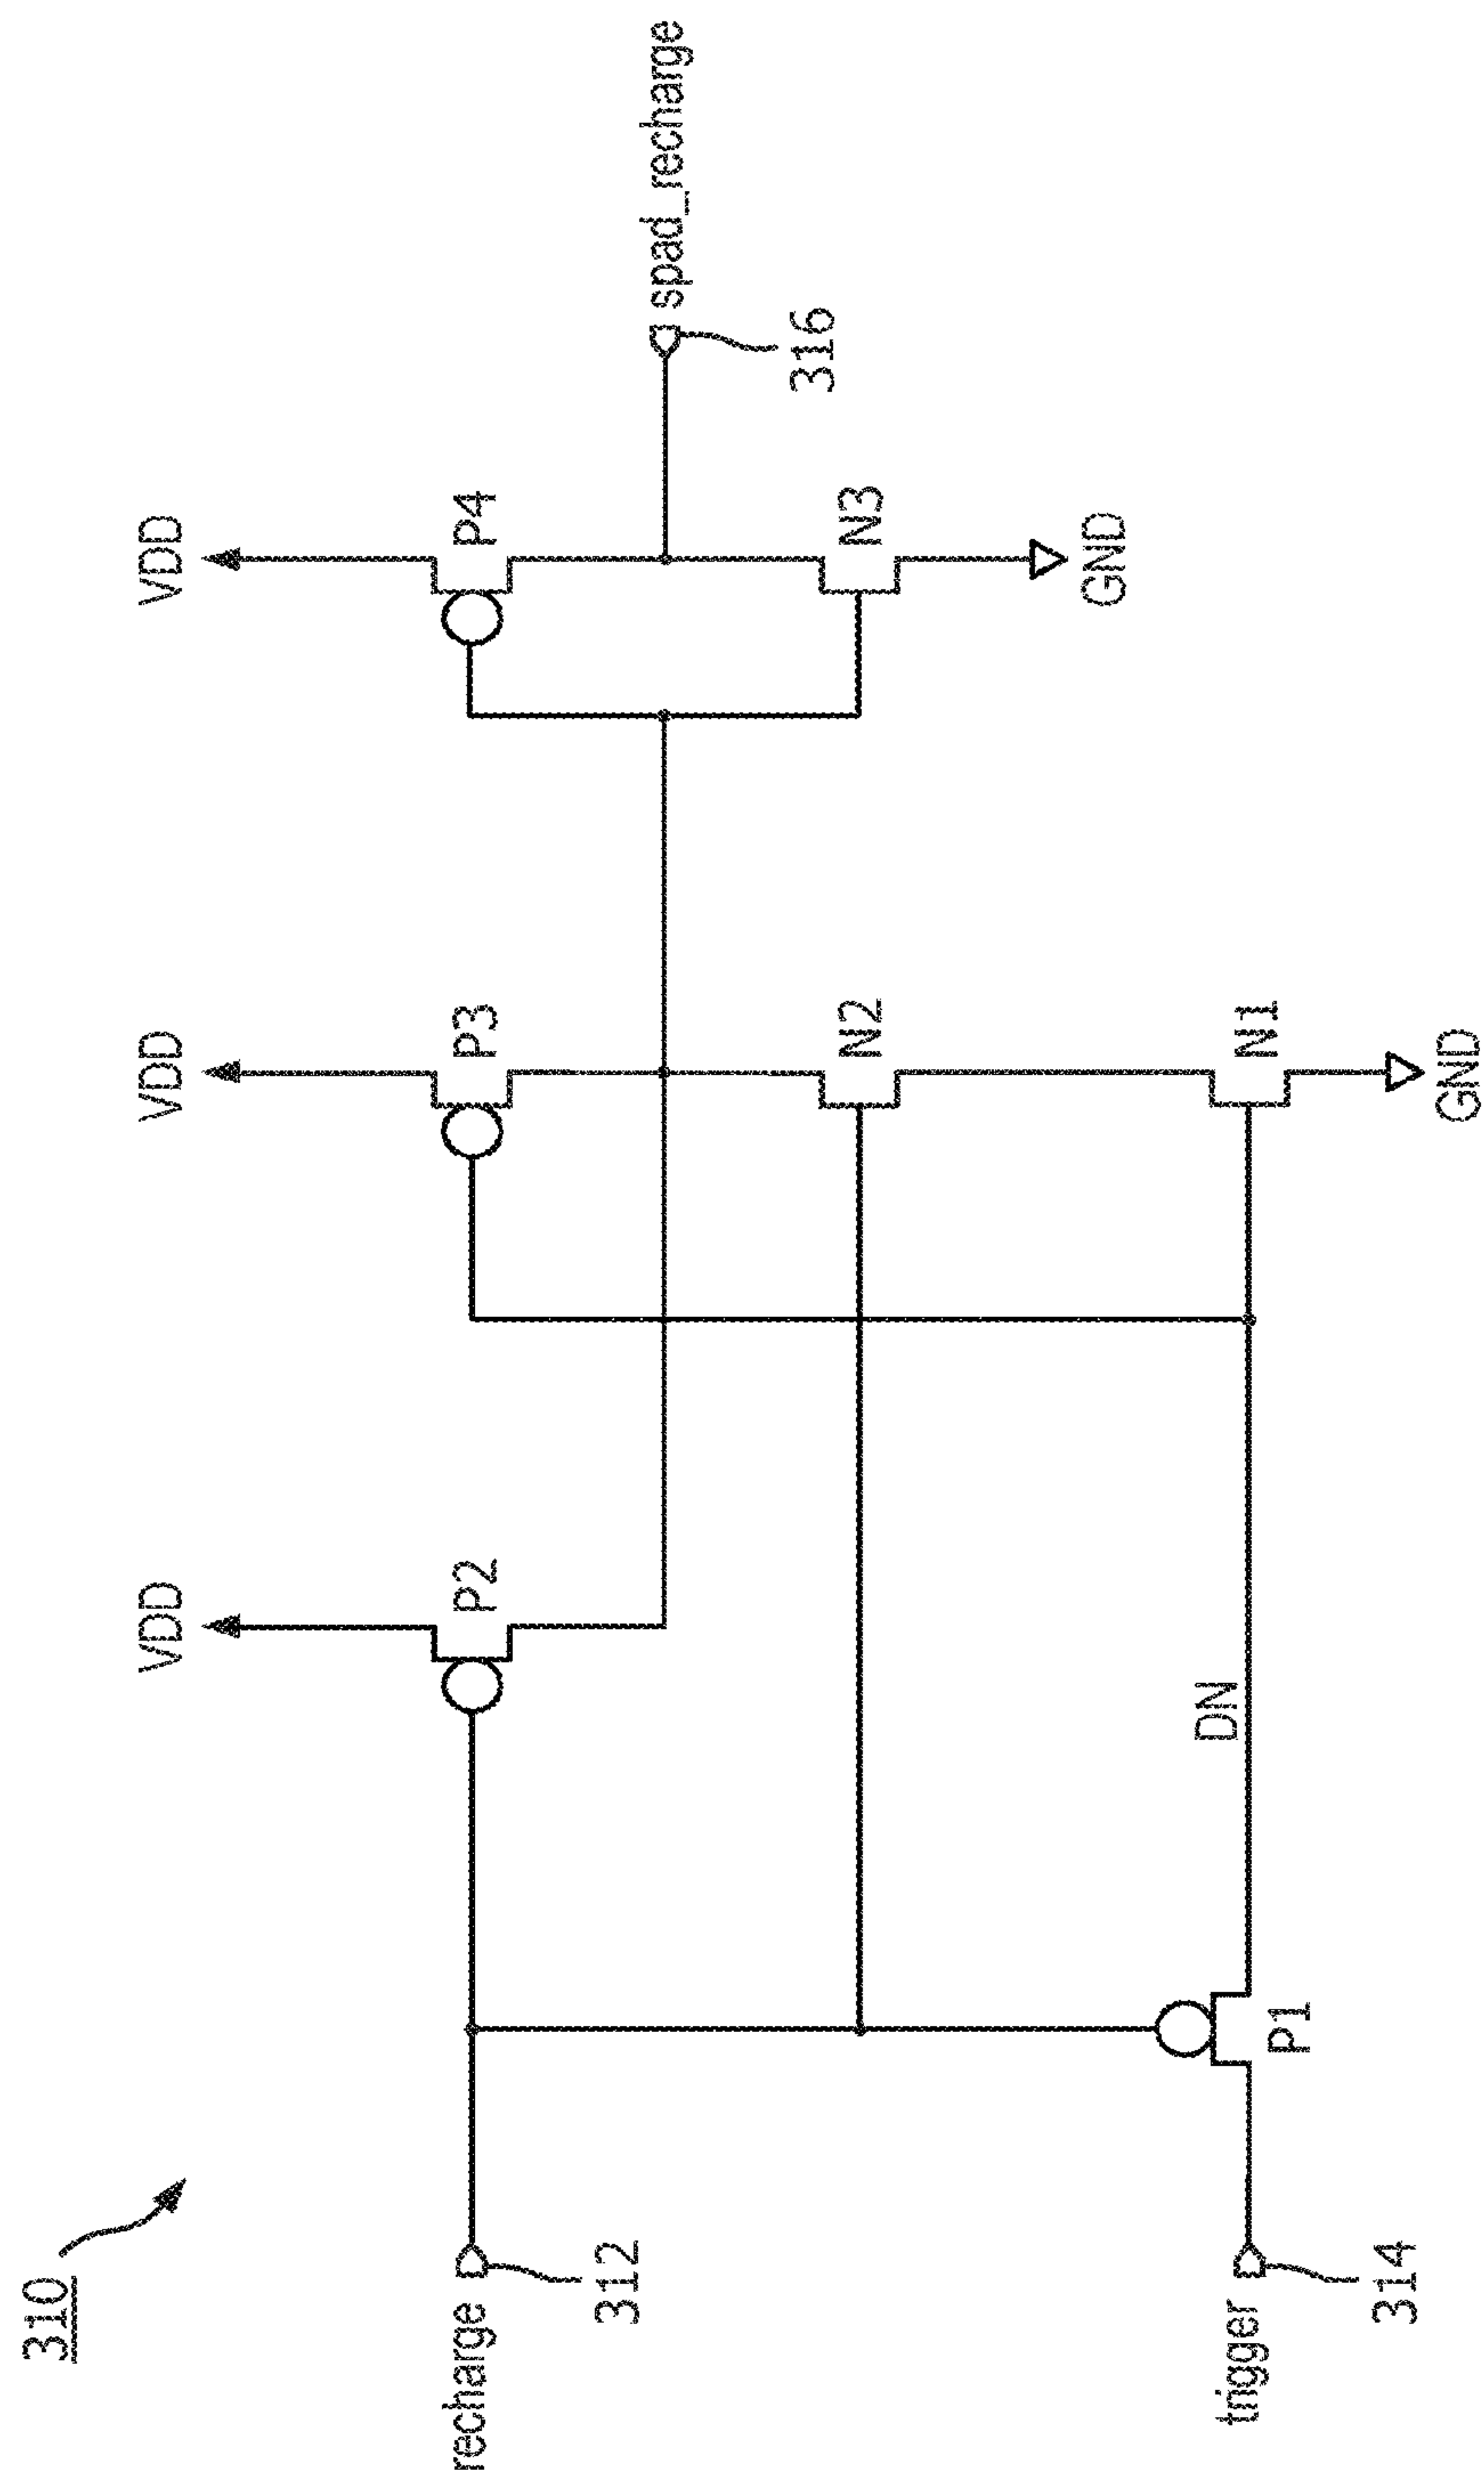 310
VDD
VDD
VDD
P2
P3
P4
recharge
312
spad_recharge
316
N2
N3
GND
DN
trigger
314
P1
N1
GND